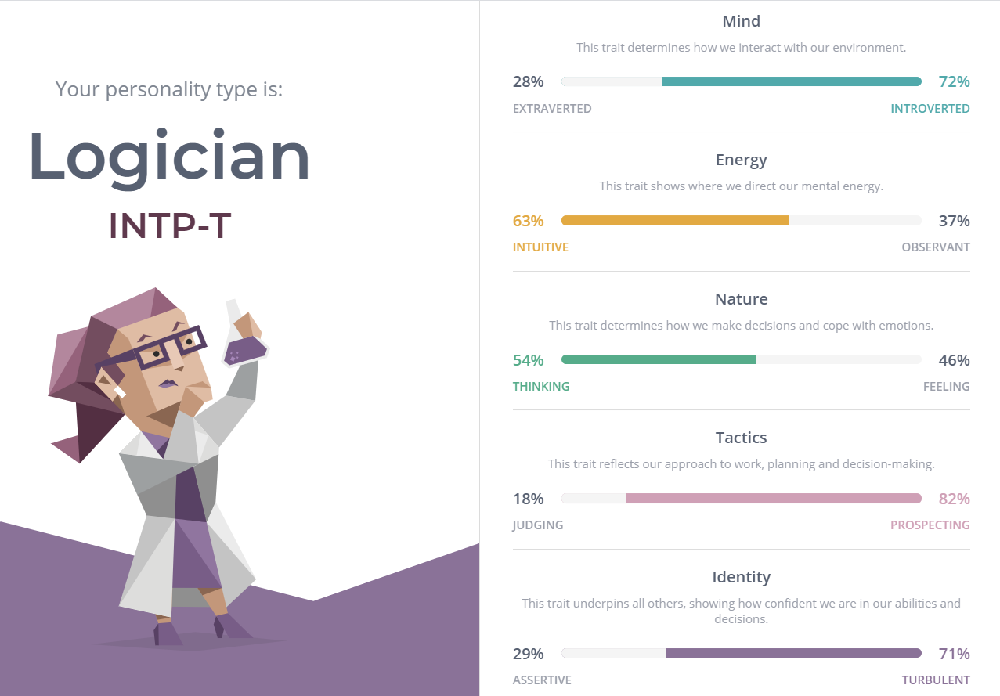 Your personality type is:
Logician
INTP-T
Mind
This trait determines how we interact with our environment.
28% 72%
EXTRAVERTED INTROVERTED
Energy
This trait shows where we direct our mental energy.
63% 37%
INTUITIVE OBSERVANT
Nature
This trait determines how we make decisions and cope with emotions.
54% 46%
THINKING FEELING
Tactics
This trait reflects our approach to work, planning and decision-making.
18% 82%
JUDGING PROSPECTING
Identity
This trait underpins all others, showing how confident we are in our abilities and
decisions.
29% 71%
ASSERTIVE TURBULENT